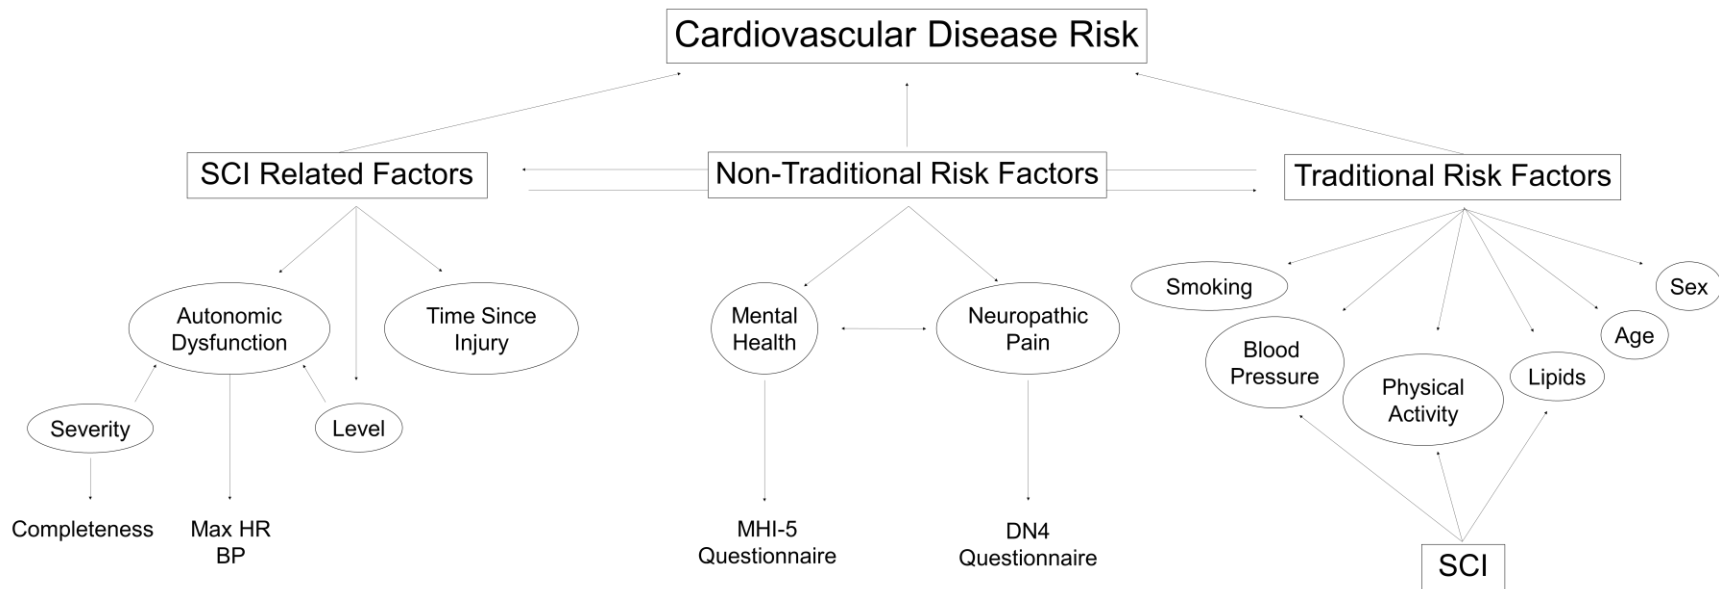 Cardiovascular Disease Risk
SCI Related Factors
Non-Traditional Risk Factors
Traditional Risk Factors
Autonomic
Dysfunction
Time Since
Injury
Severity
Level
Completeness
Max HR
BP
Mental
Health
Neuropathic
Pain
MHI-5
Questionnaire
DN4
Questionnaire
Smoking
Blood
Pressure
Physical
Activity
Lipids
Age
Sex
SCI